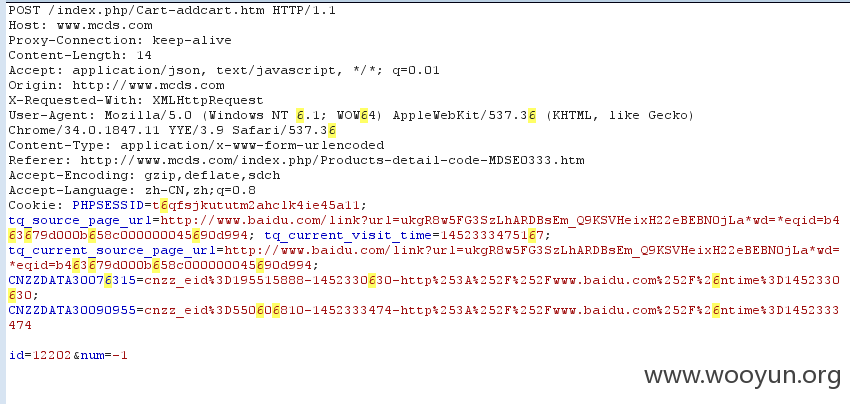 POST /index.php/Cart-addcart.htm HTTP/1.1
Host: www.mcds.com
Proxy-Connection: keep-alive
Content-Length: 14
Accept: application/json, text/javascript, */*; q=0.01
Origin: http://www.mcds.com
X-Requested-With: XMLHttpRequest
User-Agent: Mozilla/5.0 (Windows NT 6.1; WOW64) AppleWebKit/537.36 (KHTML, like Gecko)
Chrome/34.0.1847.11 YYE/3.9 Safari/537.36
Content-Type: application/x-www-form-urlencoded
Referer: http://www.mcds.com/index.php/Products-detail-code-MDSE0333.htm
Accept-Encoding: gzip,deflate,sdch
Accept-Language: zh-CN,zh;q=0.8
Cookie: PHPSESSID=t6qfsjkututm2ahclk4ie45a11;
tq_source_page_url=http://www.baidu.com/link?url=ukgR8w5FG3SzLhARDBsEm_Q9KSVHeixH22eBEBNOjLa*wd=*eqid=b4
63679d000b658c000000045690d994; tq_current_visit_time=1452333475167;
tq_current_source_page_url=http://www.baidu.com/link?url=ukgR8w5FG3SzLhARDBsEm_Q9KSVHeixH22eBEBNOjLa*wd=
*eqid=b463679d000b658c000000045690d994;
CNZZDATA30076315=cnzz_eid%3D195515888-1452330630-http%253A%252F%252Fwww.baidu.com%252F%26ntime%3D1452330
630;
CNZZDATA30090955=cnzz_eid%3D550606810-1452333474-http%253A%252F%252Fwww.baidu.com%252F%26ntime%3D1452333
474
id=12202&num=-1
www.wooyun.org